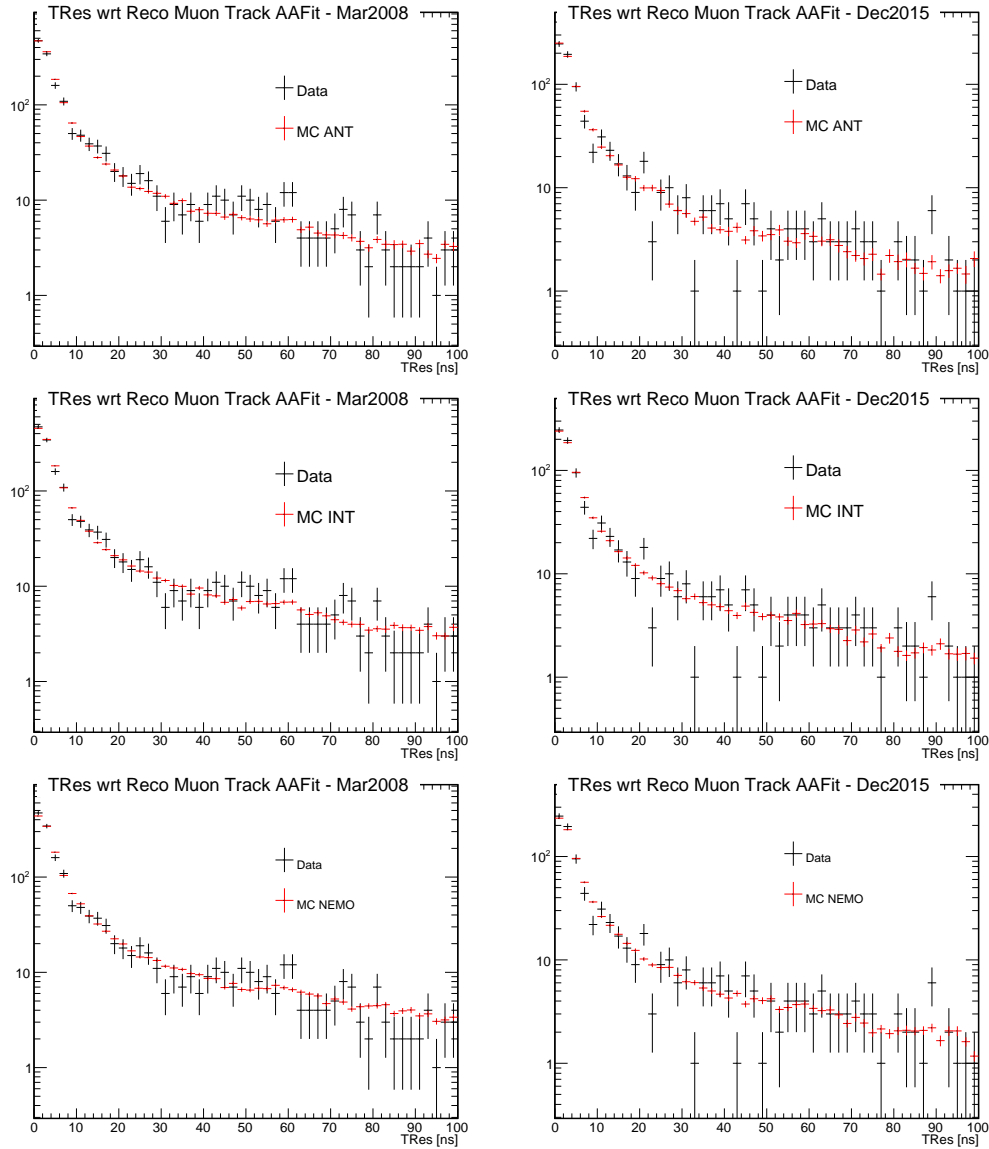 TRes wrt Reco Muon Track AAFit - Mar2008
10²
10
1
Data
MC ANT
0 10 20 30 40 50 60 70 80 90 100
TRes [ns]
TRes wrt Reco Muon Track AAFit - Dec2015
10²
10
1
Data
MC ANT
0 10 20 30 40 50 60 70 80 90 100
TRes [ns]
TRes wrt Reco Muon Track AAFit - Mar2008
10²
10
1
Data
MC INT
0 10 20 30 40 50 60 70 80 90 100
TRes [ns]
TRes wrt Reco Muon Track AAFit - Dec2015
10²
10
1
Data
MC INT
0 10 20 30 40 50 60 70 80 90 100
TRes [ns]
TRes wrt Reco Muon Track AAFit - Mar2008
10²
10
1
Data
MC NEMO
0 10 20 30 40 50 60 70 80 90 100
TRes [ns]
TRes wrt Reco Muon Track AAFit - Dec2015
10²
10
1
Data
MC NEMO
0 10 20 30 40 50 60 70 80 90 100
TRes [ns]